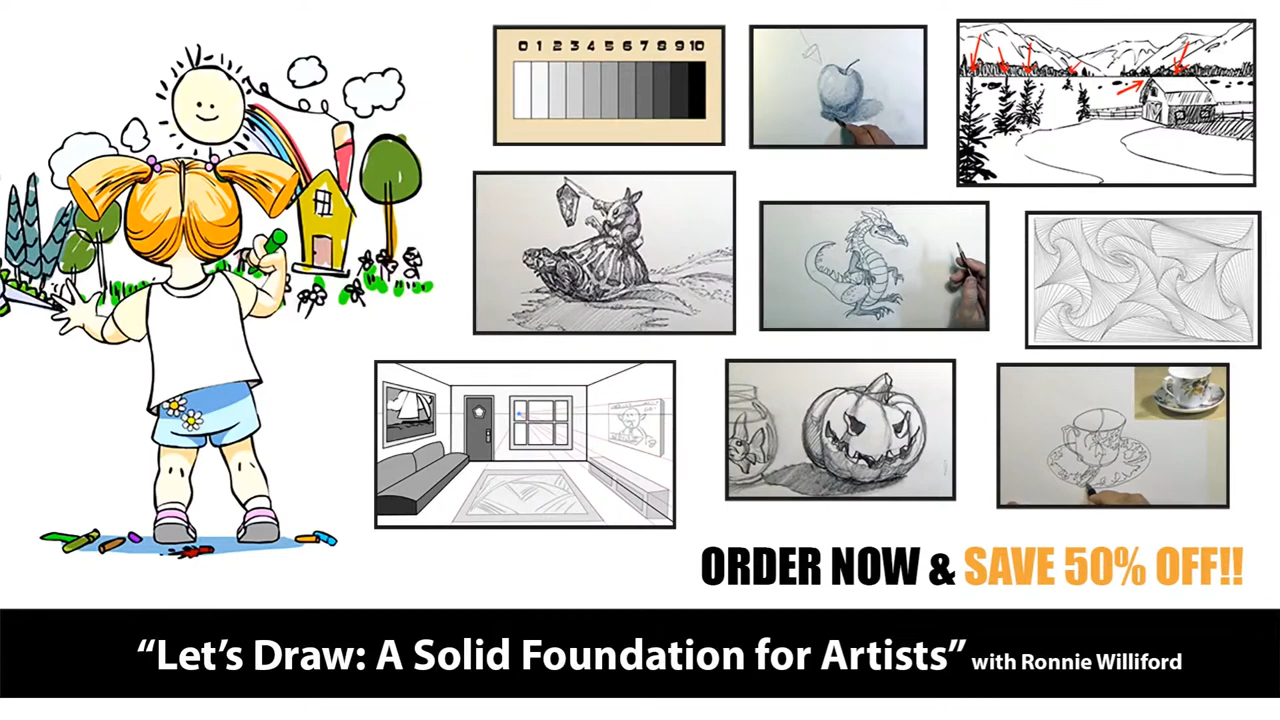 0 1 2 3 4 5 6 7 8 9 10
ORDER NOW & SAVE 50% OFF!!
“Let’s Draw: A Solid Foundation for Artists” with Ronnie Williford